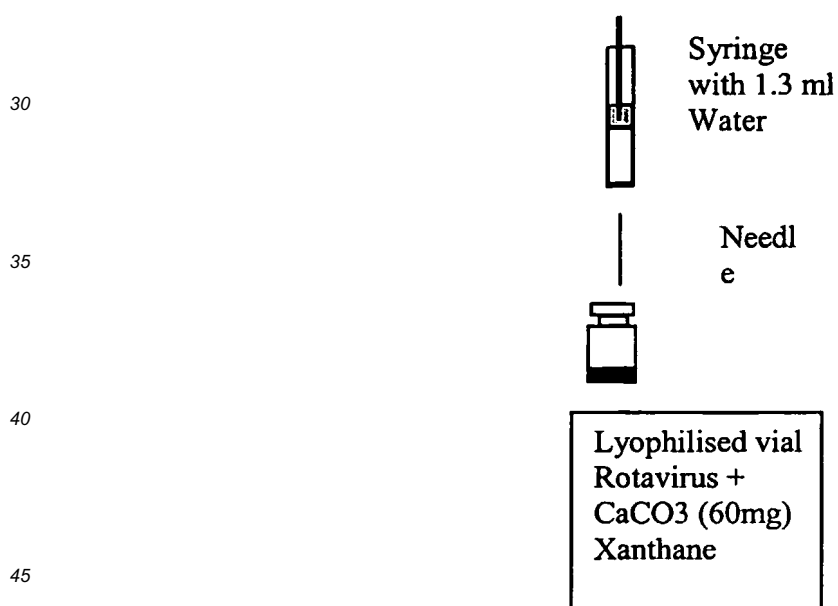 Syringe
with 1.3 ml
30
Water
Needl
35
e
40
Lyophilised vial
Rotavirus +
CaCO3 (60mg)
Xanthane
45